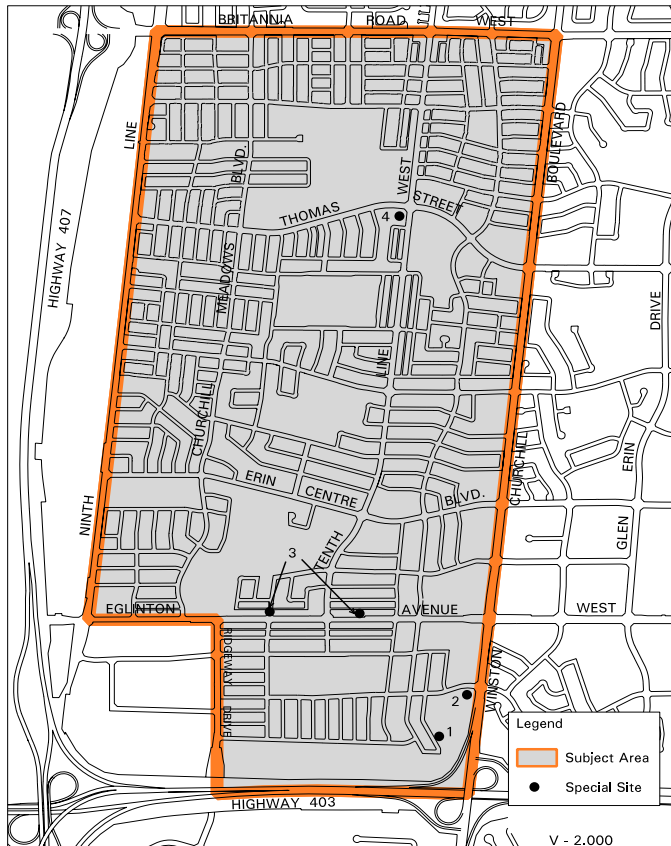 BRITANNIA ROAD WEST
LINE
BLVD.
BOULEVARD
WEST
STREET
THOMAS
4
HIGHWAY 407
MEADOWS
DRIVE
LINE
CHURCHILL
CHURCHILL
ERIN
ERIN CENTRE BLVD.
NINTH
GLEN
TENTH
3
EGLINTON AVENUE WEST
RIDGEWAY DRIVE
WINSTON
2
1
Legend
Subject Area
Special Site
HIGHWAY 403
V - 2.000